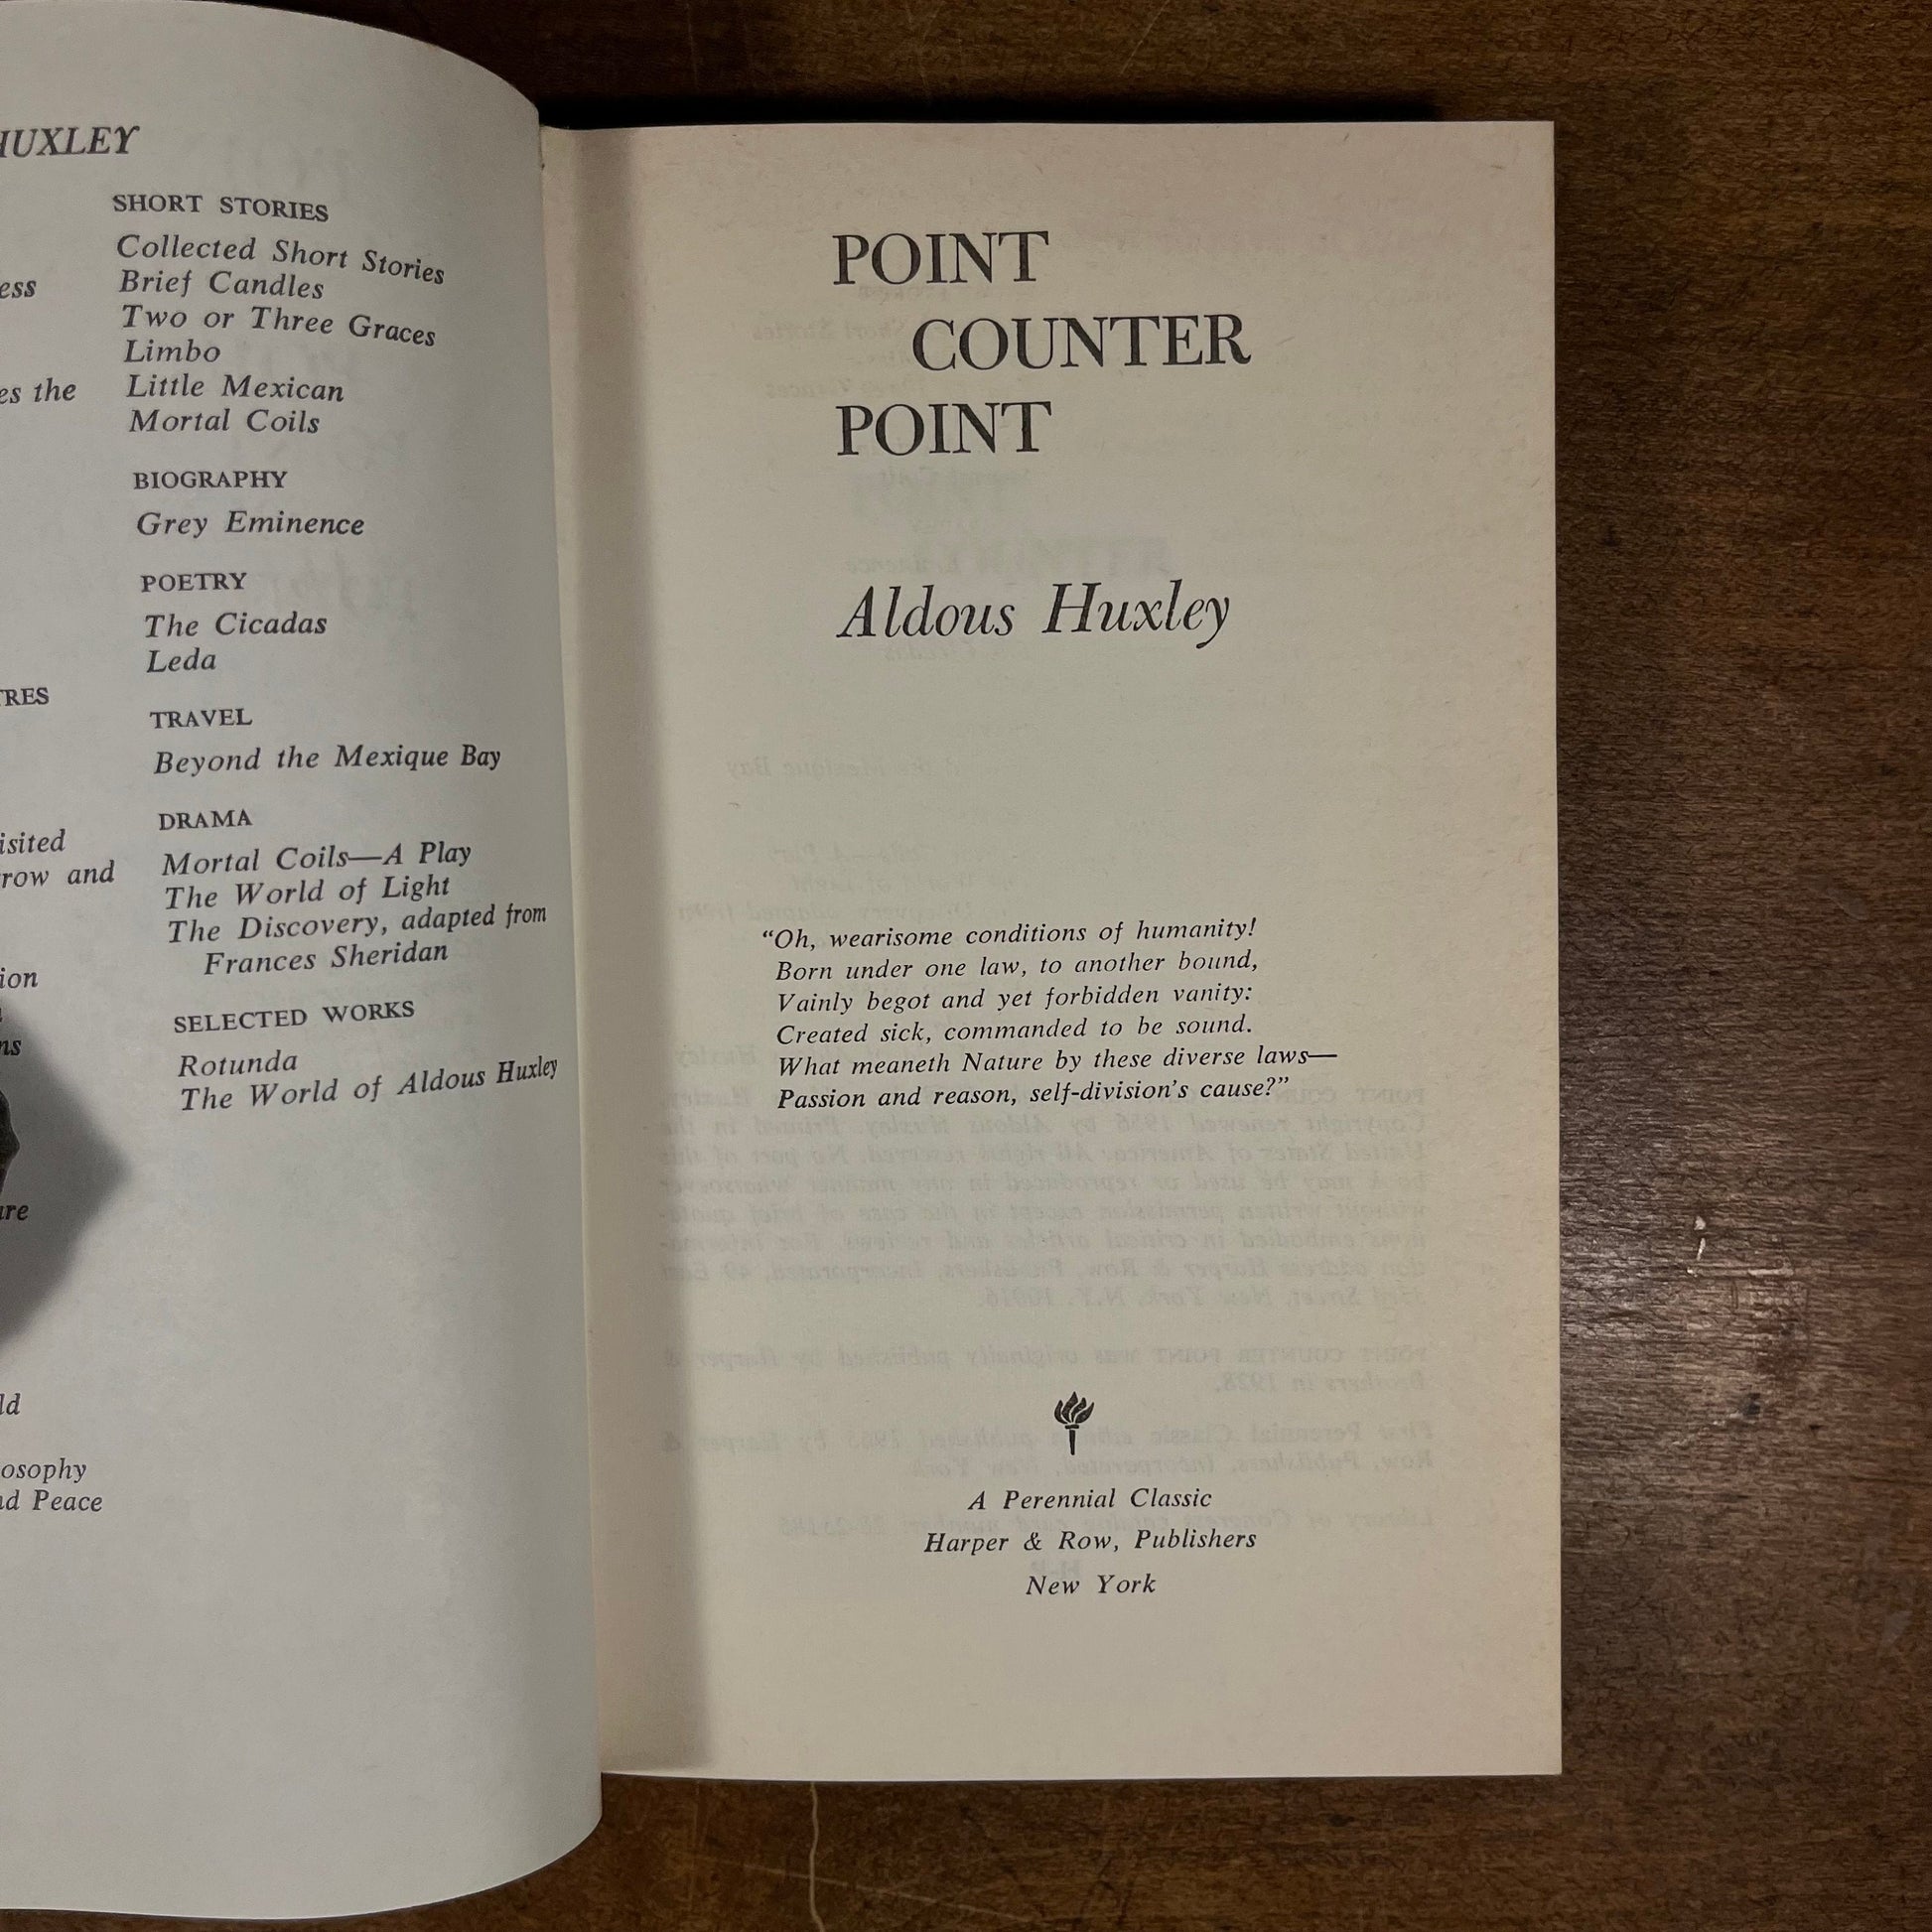 HUXLEY
ess
es the
TRES
isited
row and
ion
ns
ure
ld
osophy
nd Peace
SHORT STORIES
Collected Short Stories
Brief Candles
Two or Three Graces
Limbo
Little Mexican
Mortal Coils
BIOGRAPHY
Grey Eminence
POETRY
The Cicadas
Leda
TRAVEL
Beyond the Mexique Bay
DRAMA
Mortal Coils—A Play
The World of Light
The Discovery, adapted from
Frances Sheridan
SELECTED WORKS
Rotunda
The World of Aldous Huxley
POINT
COUNTER
POINT
Aldous Huxley
“Oh, wearisome conditions of humanity!
Born under one law, to another bound,
Vainly begot and yet forbidden vanity:
Created sick, commanded to be sound.
What meaneth Nature by these diverse laws—
Passion and reason, self-division’s cause?”
A Perennial Classic
Harper & Row, Publishers
New York